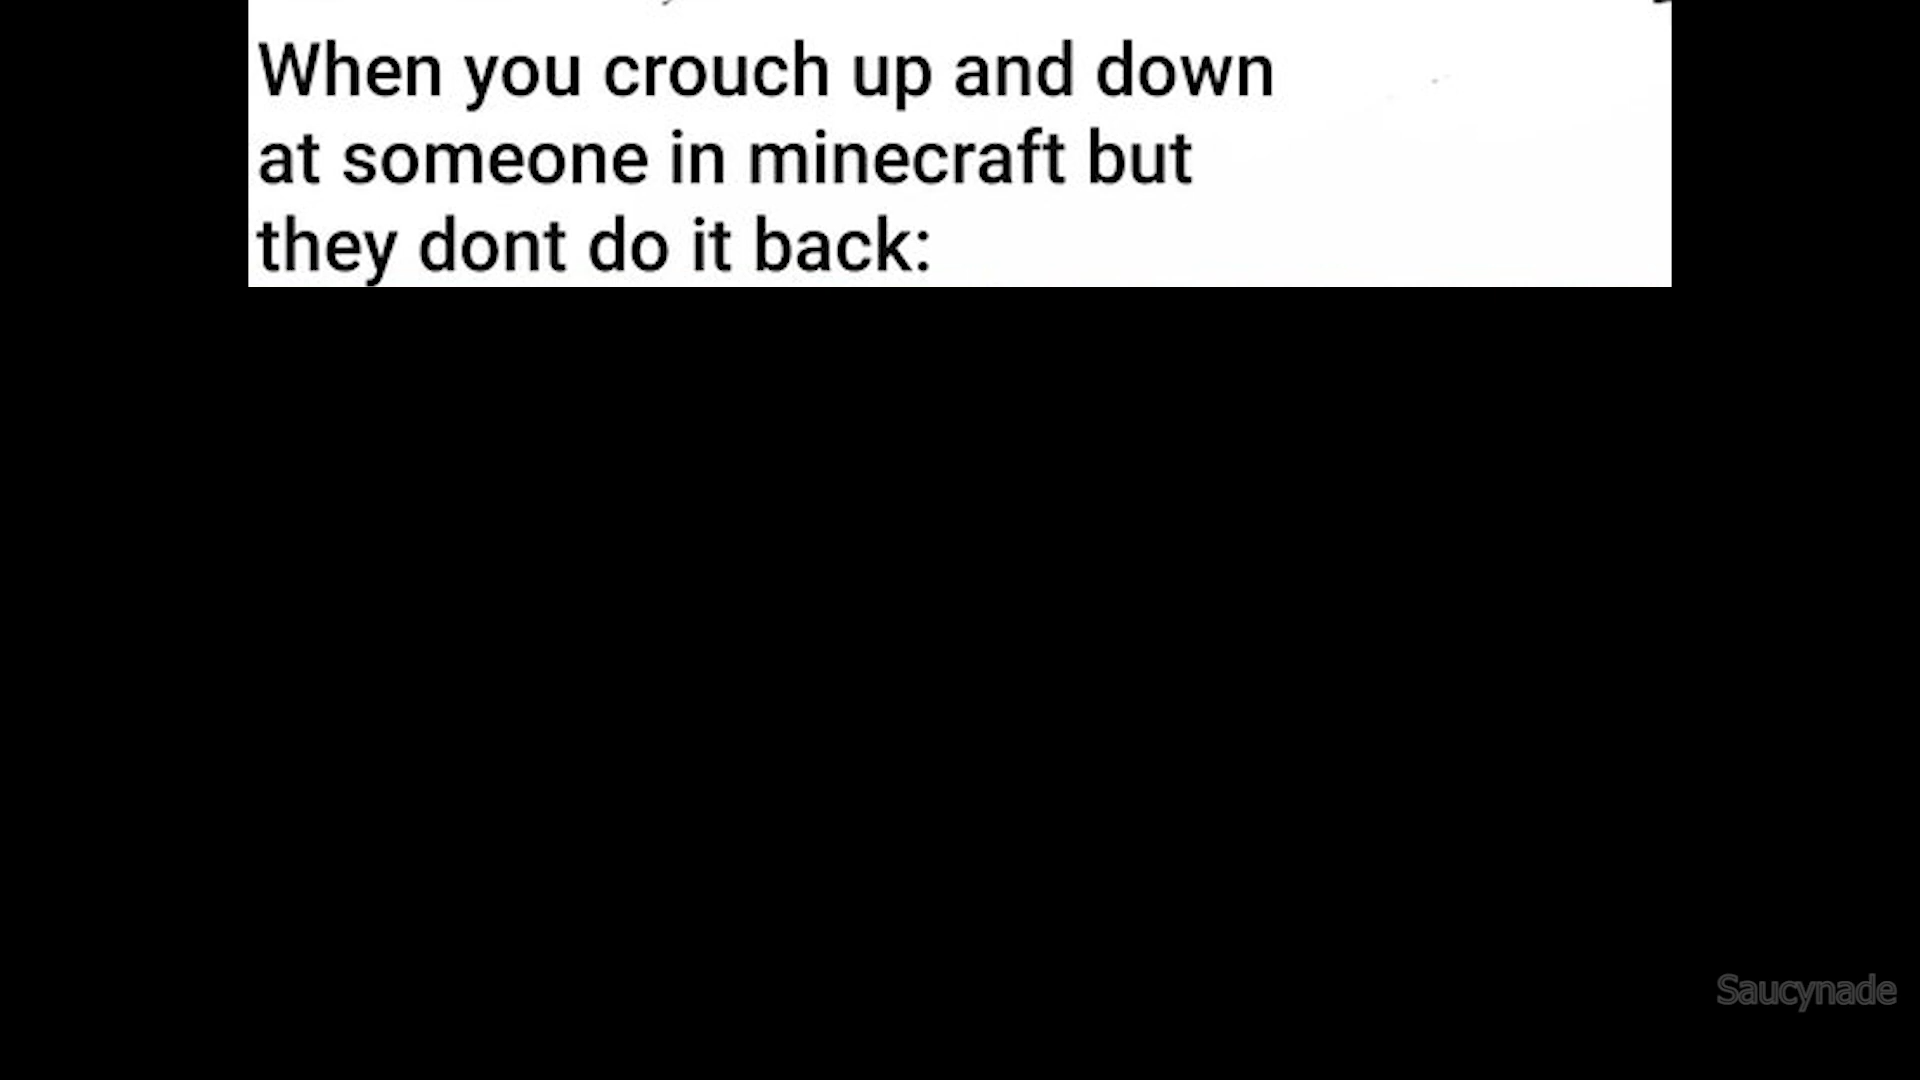 When you crouch up and down
at someone in minecraft but
they dont do it back:
Saucynade